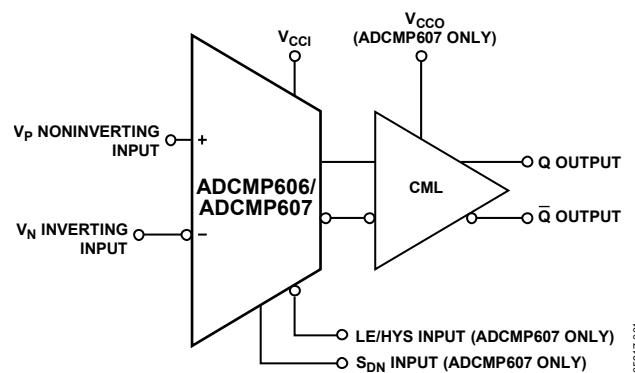 V_CCI
V_CCO
(ADCMP607 ONLY)
V_P NONINVERTING
INPUT
+
ADCMP606/
ADCMP607
CML
Q OUTPUT
Q̅ OUTPUT
V_N INVERTING
INPUT
−
LE/HYS INPUT (ADCMP607 ONLY)
S_DN INPUT (ADCMP607 ONLY)